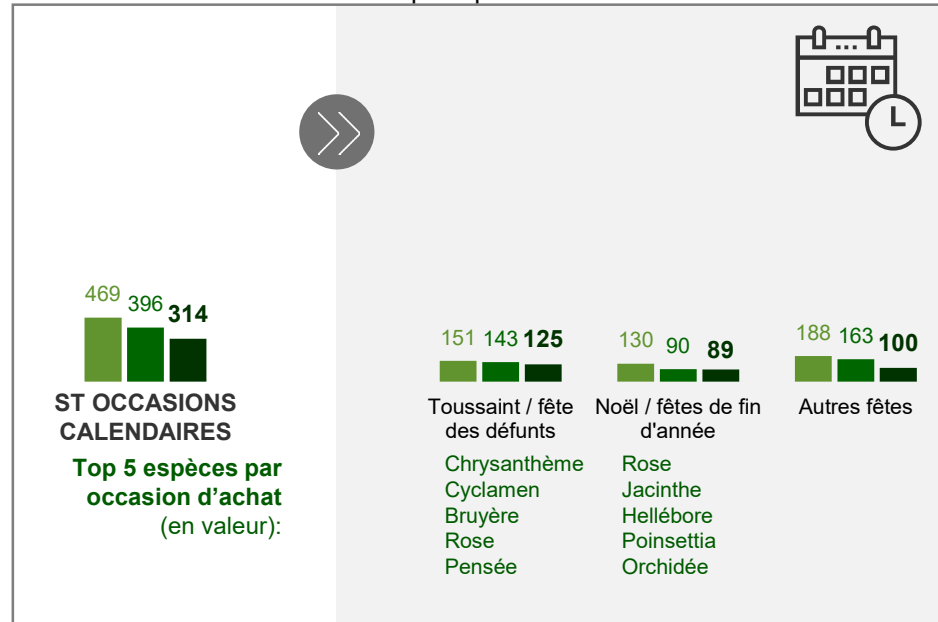 469 396 314
ST OCCASIONS
CALENDAIRES
Top 5 espèces par
occasion d'achat
(en valeur):
151 143 125
Toussaint / fête
des défunts
Chrysanthème
Cyclamen
Bruyère
Rose
Pensée
130 90 89
Noël / fêtes de fin
d'année
Rose
Jacinthe
Hellébore
Poinsettia
Orchidée
188 163 100
Autres fêtes